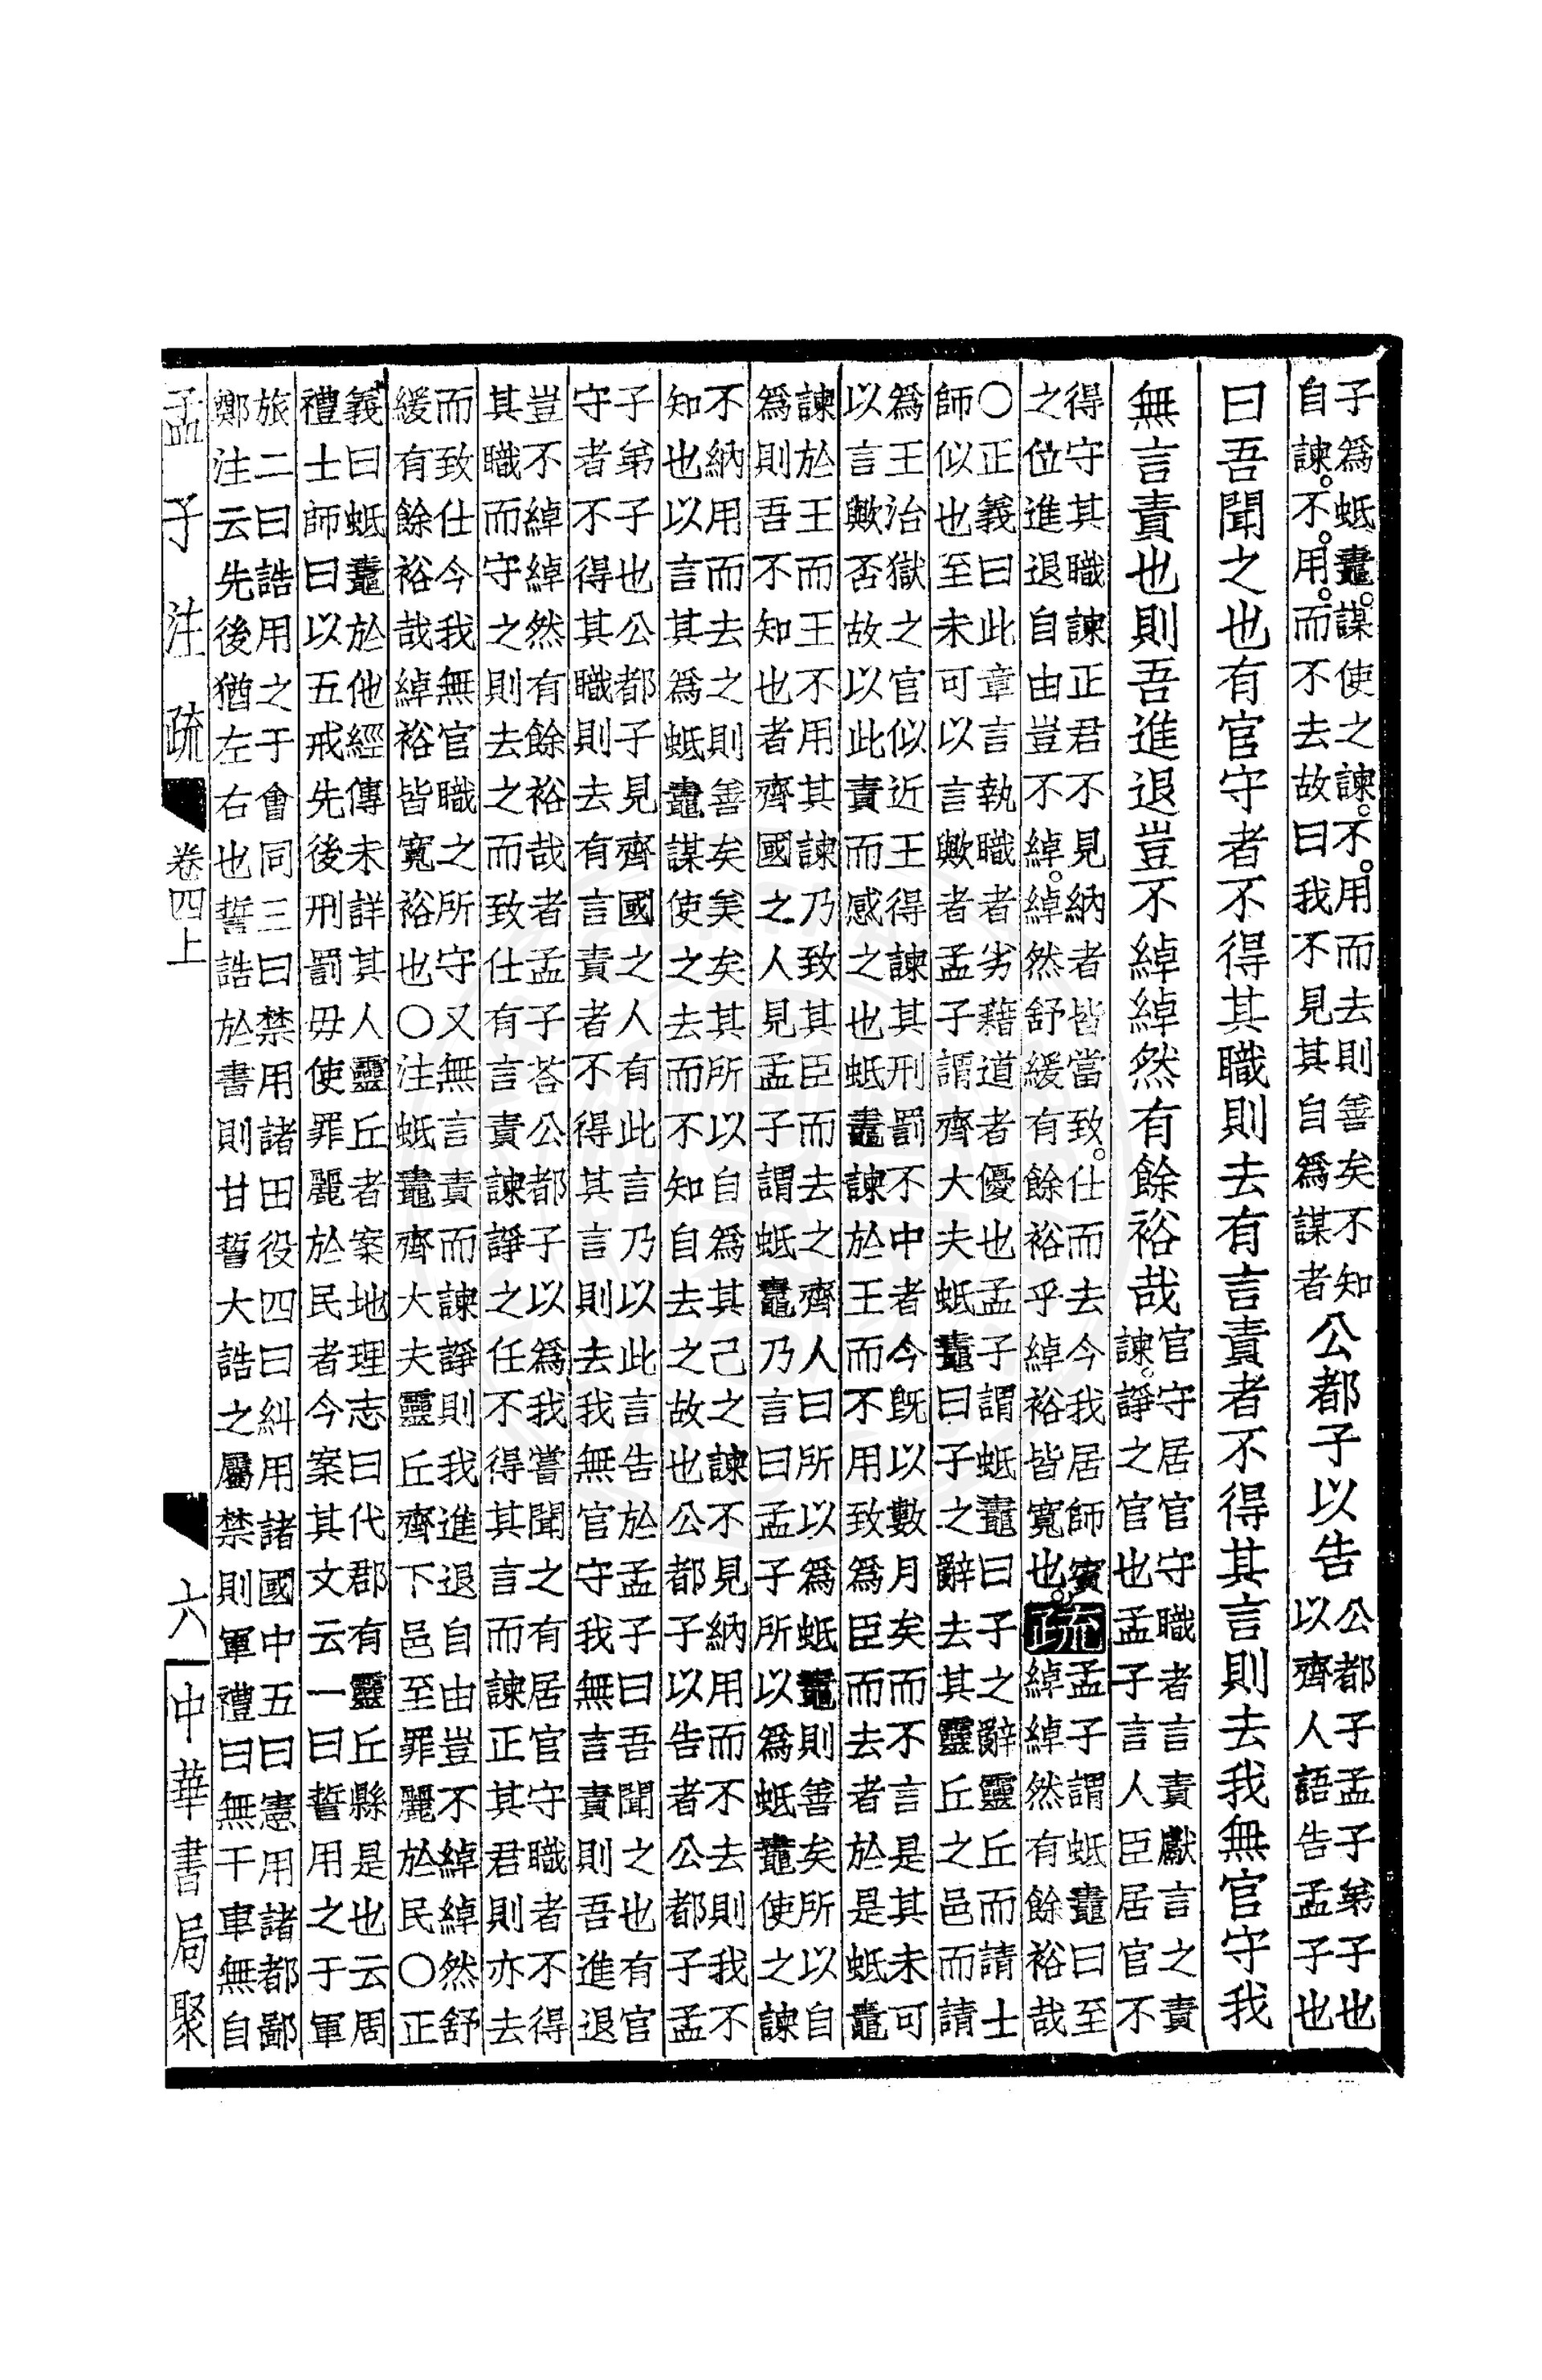 子爲蚳鼃謀使之諫不用而去則善矣不知
自諫不用而不去故曰我不見其自爲謀者
公都子以告
公都子孟子弟子也
以齊人語告孟子也
曰吾聞之也有官守者不得其職則去有言責者不得其言則去我無官守我
無言責也則吾進退豈不綽綽然有餘裕哉
官守居官守職者言責獻言之責
諫諍之官也孟子言人臣居官不
得守其職諫正君不見納者皆當致仕而去今我居師賓
之位進退自由豈不綽綽然舒緩有餘裕乎綽裕皆寬也
疏
孟子謂蚳鼃曰至
綽綽然有餘裕哉
〇正義曰此章言執職者劣藉道者優也孟子謂蚳鼃曰子之辭靈丘而請士
師似也至未可以言歟者孟子謂齊大夫蚳鼃曰子之辭去其靈丘之邑而請
爲王治獄之官似近王得諫其刑罰不中者今既以數月矣而不言是其未可
以言歟否故以此責而感之也蚳鼃諫於王而不用致爲臣而去者於是蚳鼃
諫於王而王不用其諫乃致其臣而去之齊人曰所以爲蚳鼃則善矣所以自
爲則吾不知也者齊國之人見孟子謂蚳鼃乃言曰孟子所以爲蚳鼃使之諫
不納用而去之則善矣美矣其所以自爲其己之諫不見納用而不去則我不
知也以言其爲蚳鼃謀使之去而不知自去之故也公都子以告者公都子孟
子弟子也公都子見齊國之人有此言乃以此言告於孟子曰吾聞之也有官
守者不得其職則去有言責者不得其言則去我無官守我無言責則吾進退
豈不綽綽然有餘裕哉者孟子荅公都子以爲我嘗聞之有居官守職者不得
其職而守之則去之而致仕有言責諫諍之任不得其言而諫正其君則亦去
而致仕今我無官職之所守又無言責而諫諍則我進退自由豈不綽綽然舒
緩有餘裕哉綽裕皆寬裕也〇注蚳鼃齊大夫靈丘齊下邑至罪麗於民〇正
義曰蚳鼃於他經傳未詳其人靈丘者案地理志曰代郡有靈丘縣是也云周
禮士師曰以五戒先後刑罰毋使罪麗於民者今案其文云一曰誓用之于軍
旅二曰誥用之于會同三曰禁用諸田役四曰糾用諸國中五曰憲用諸都鄙
鄭注云先後猶左右也誓誥於書則甘誓大誥之屬禁則軍禮曰無干車無自
孟子注疏 卷四上 六 中華書局聚